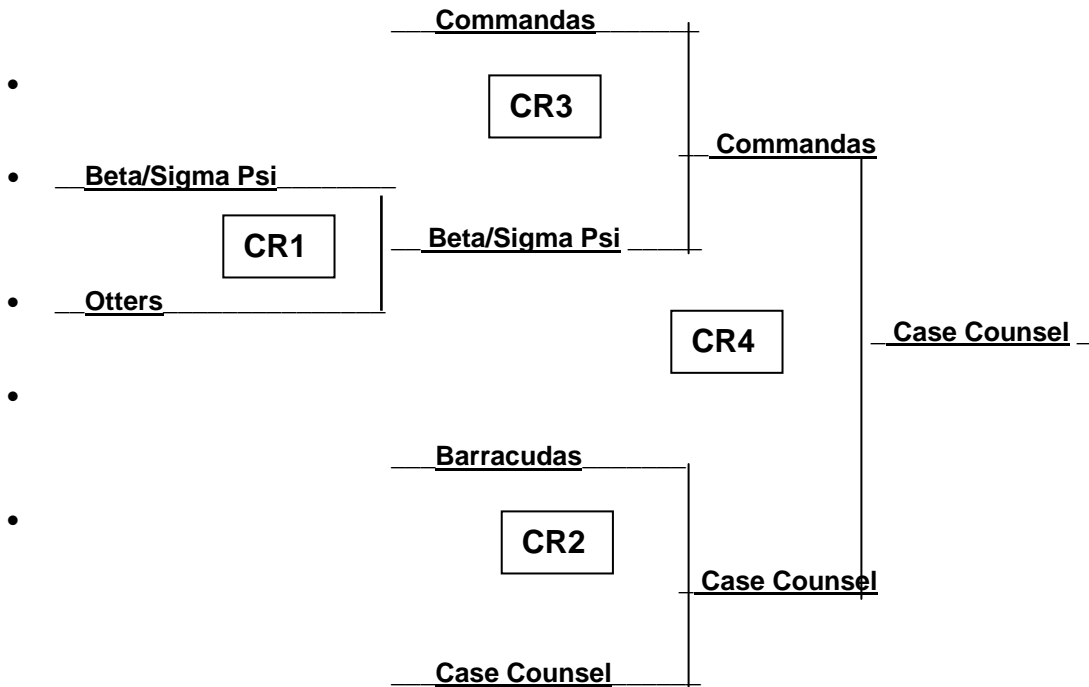 Commandas
CR3
Commandas
Beta/Sigma Psi
CR1
Beta/Sigma Psi
Otters
CR4
Case Counsel
Barracudas
CR2
Case Counsel
Case Counsel